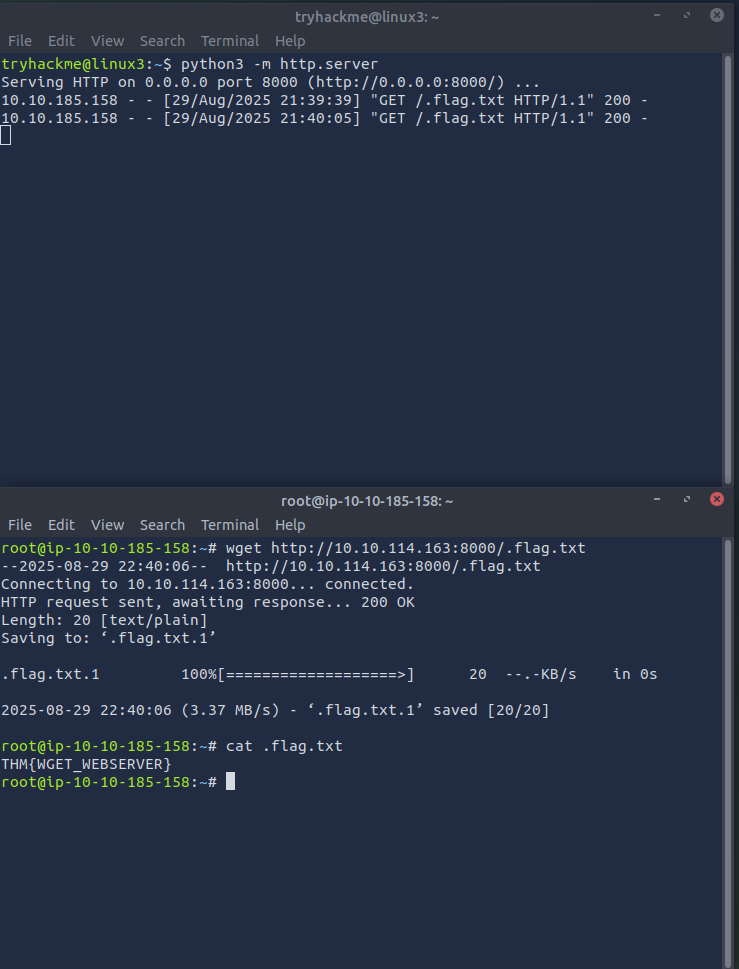 tryhackme@linux3: ~
File Edit View Search Terminal Help
tryhackme@linux3:~$ python3 -m http.server
Serving HTTP on 0.0.0.0 port 8000 (http://0.0.0.0:8000/) ...
10.10.185.158 - - [29/Aug/2025 21:39:39] "GET /.flag.txt HTTP/1.1" 200 -
10.10.185.158 - - [29/Aug/2025 21:40:05] "GET /.flag.txt HTTP/1.1" 200 -
root@ip-10-10-185-158: ~
File Edit View Search Terminal Help
root@ip-10-10-185-158:~# wget http://10.10.114.163:8000/.flag.txt
--2025-08-29 22:40:06--  http://10.10.114.163:8000/.flag.txt
Connecting to 10.10.114.163:8000... connected.
HTTP request sent, awaiting response... 200 OK
Length: 20 [text/plain]
Saving to: ‘.flag.txt.1’
.flag.txt.1         100%[===================>]      20  --.-KB/s    in 0s
2025-08-29 22:40:06 (3.37 MB/s) - ‘.flag.txt.1’ saved [20/20]
root@ip-10-10-185-158:~# cat .flag.txt
THM{WGET_WEBSERVER}
root@ip-10-10-185-158:~#